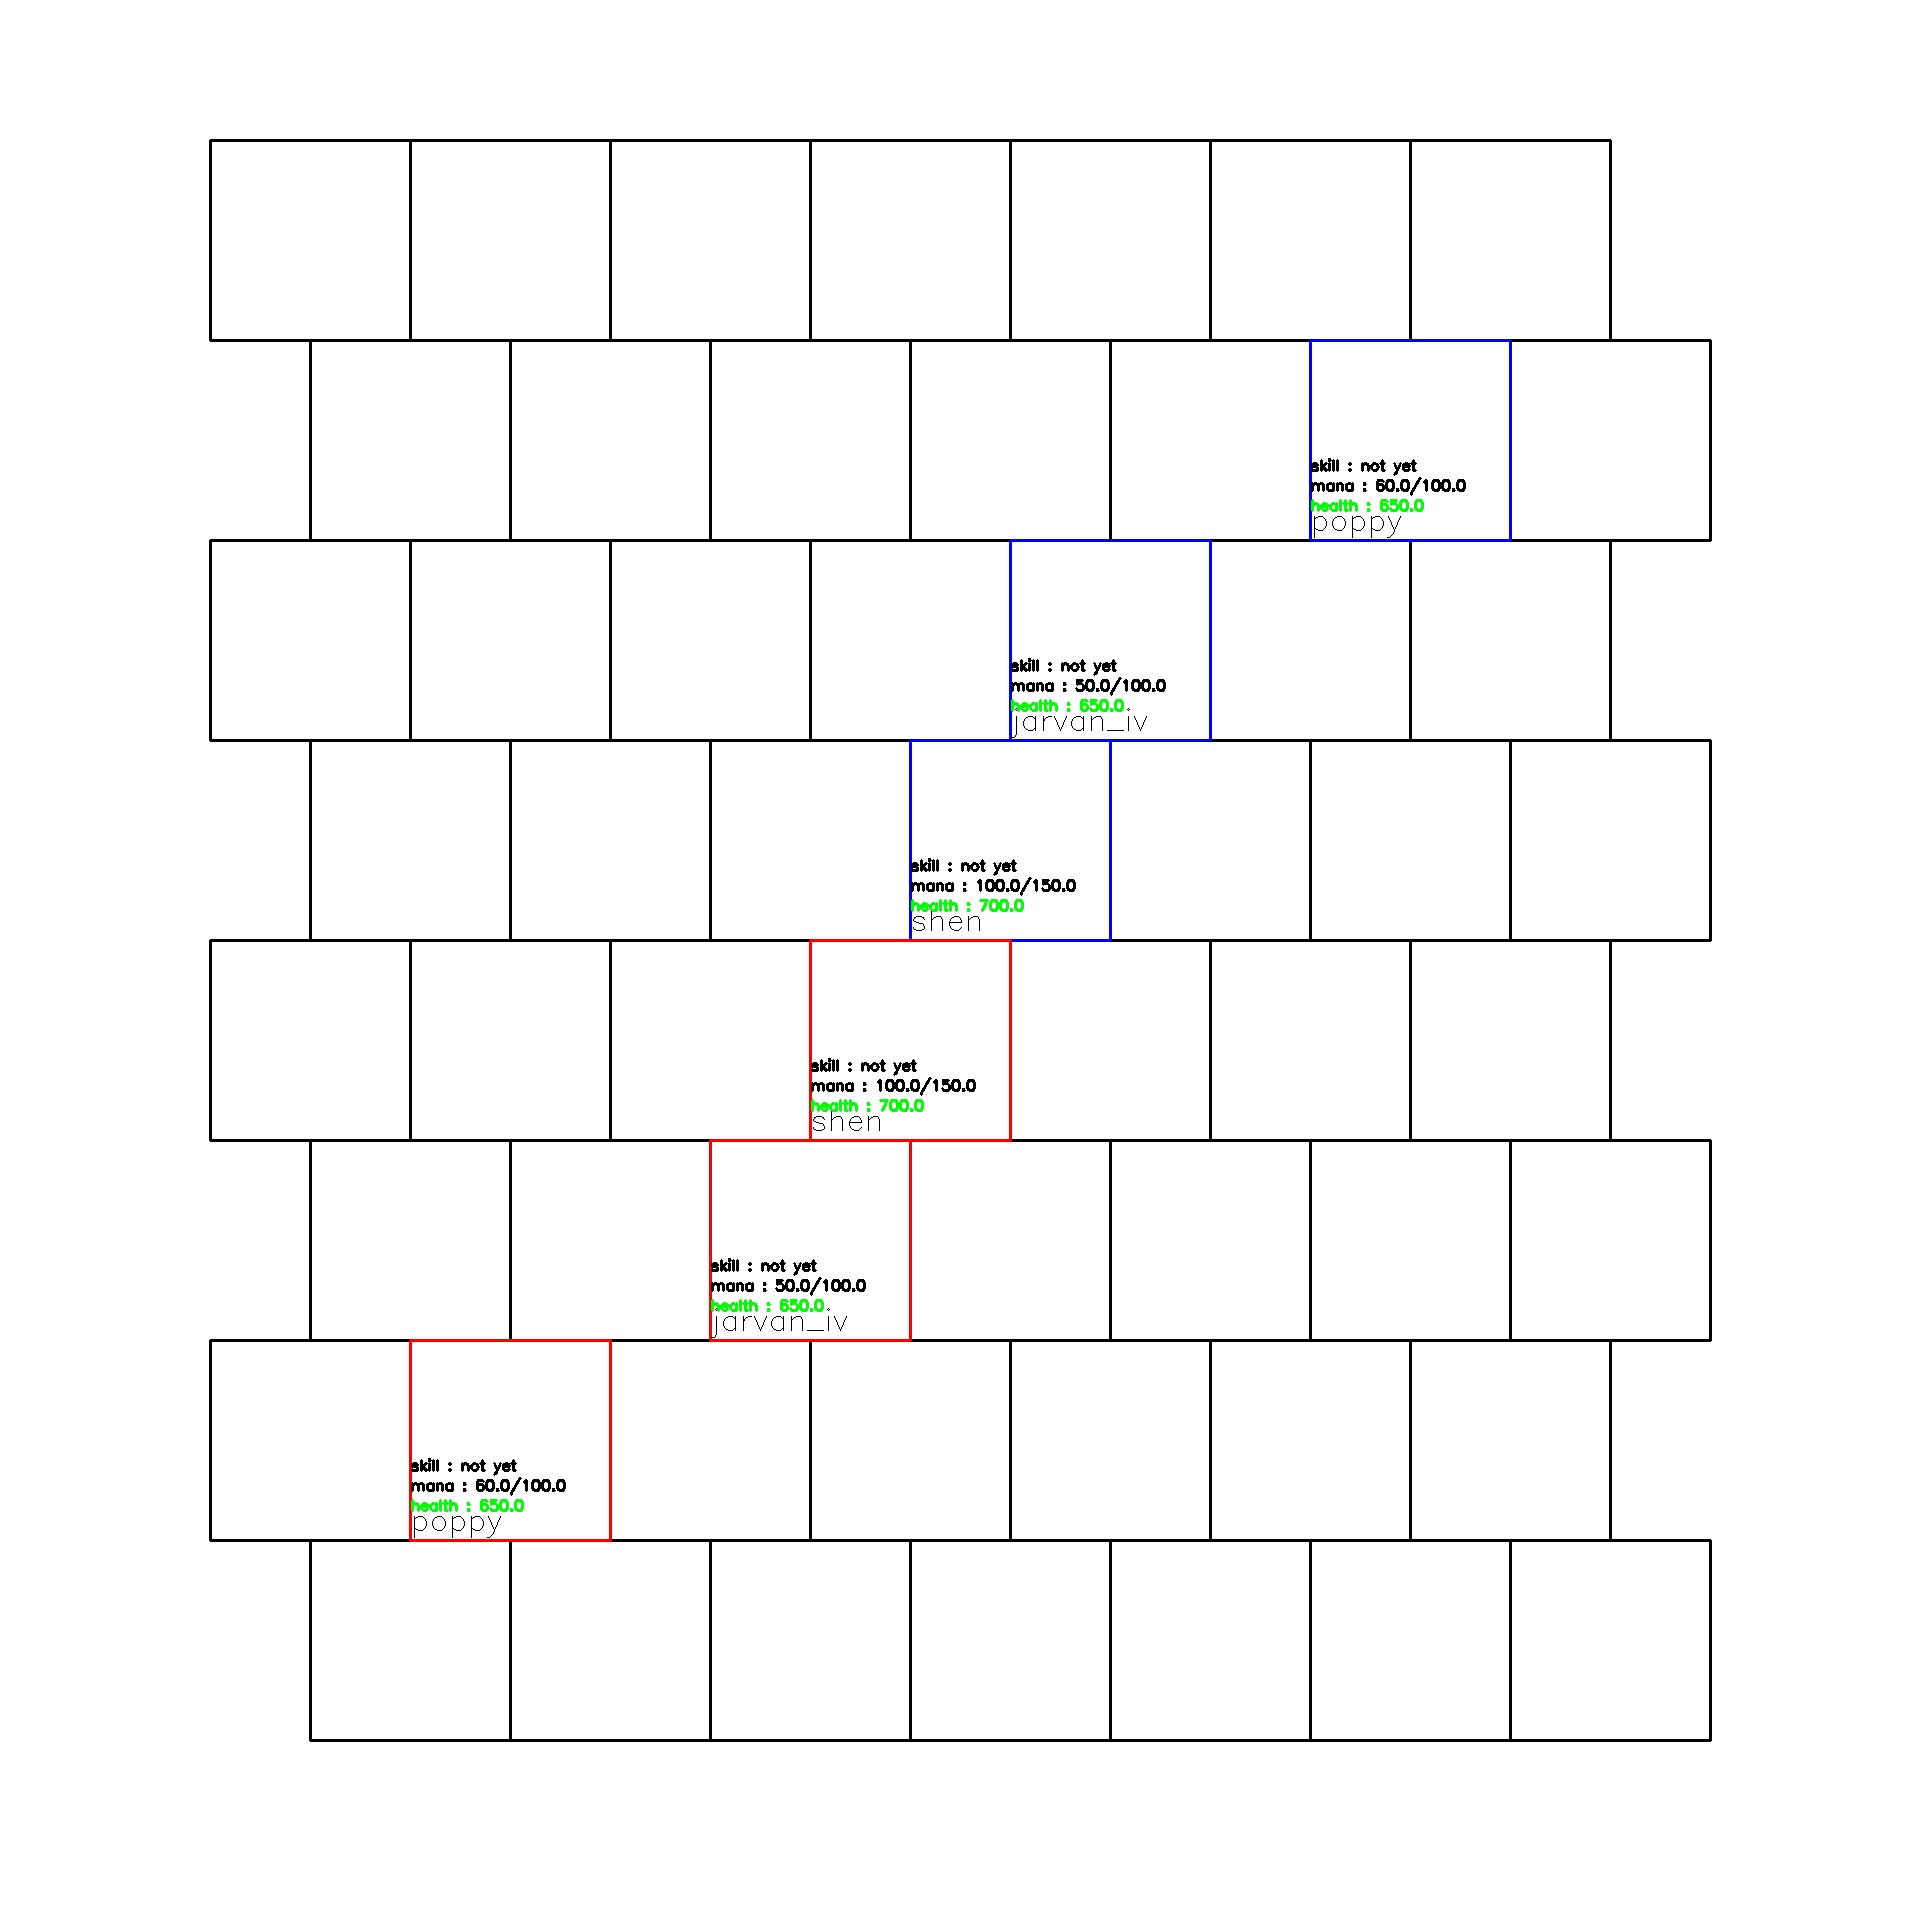 skill : not yet
mana : 60.0/100.0
health : 650.0
poppy
skill : not yet
mana : 50.0/100.0
health : 650.0
jarvan_iv
skill : not yet
mana : 100.0/150.0
health : 700.0
shen
skill : not yet
mana : 100.0/150.0
health : 700.0
shen
skill : not yet
mana : 50.0/100.0
health : 650.0
jarvan_iv
skill : not yet
mana : 60.0/100.0
health : 650.0
poppy